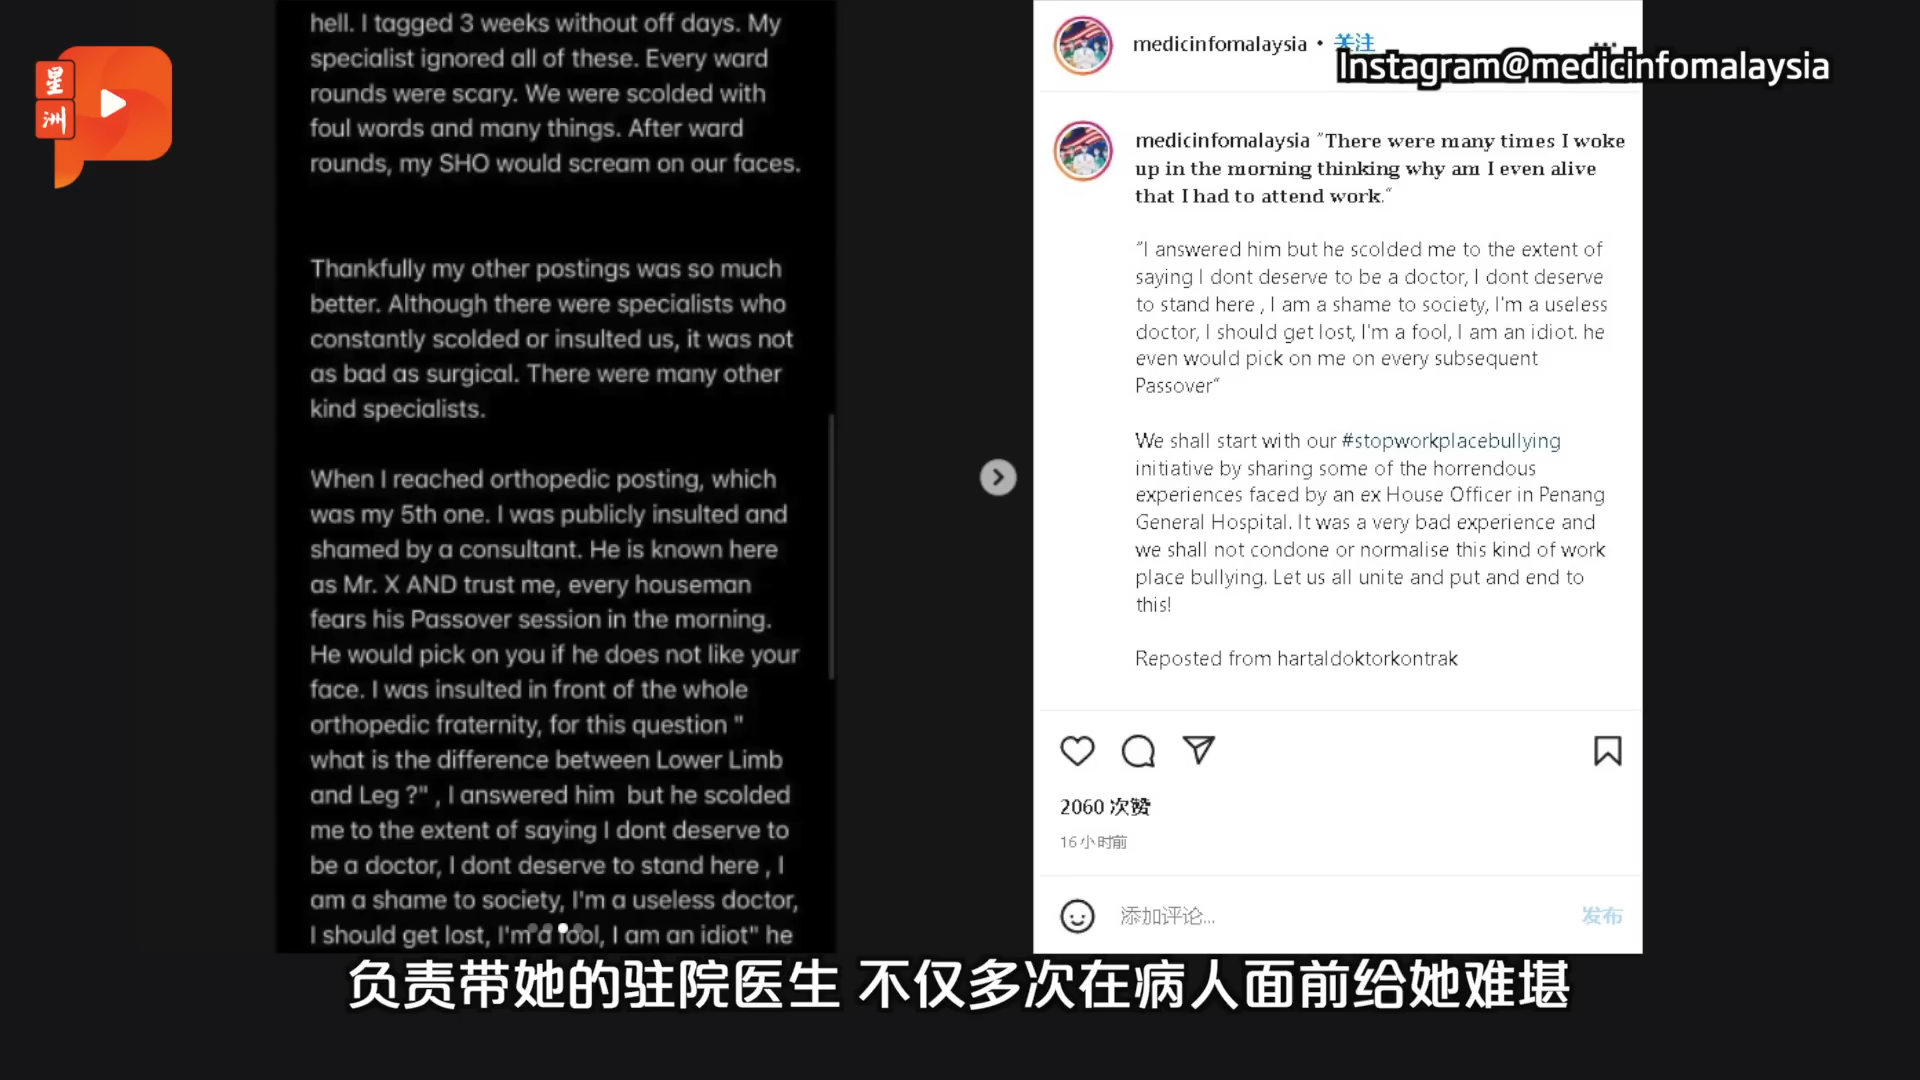 星洲
hell. I tagged 3 weeks without off days. My
specialist ignored all of these. Every ward
rounds were scary. We were scolded with
foul words and many things. After ward
rounds, my SHO would scream on our faces.
Thankfully my other postings was so much
better. Although there were specialists who
constantly scolded or insulted us, it was not
as bad as surgical. There were many other
kind specialists.
When I reached orthopedic posting, which
was my 5th one. I was publicly insulted and
shamed by a consultant. He is known here
as Mr. X AND trust me, every houseman
fears his Passover session in the morning.
He would pick on you if he does not like your
face. I was insulted in front of the whole
orthopedic fraternity, for this question "
what is the difference between Lower Limb
and Leg ?" , I answered him  but he scolded
me to the extent of saying I dont deserve to
be a doctor, I dont deserve to stand here , I
am a shame to society, I'm a useless doctor,
I should get lost, I'm a fool, I am an idiot" he
medicinfomalaysia • 关注
Instagram@medicinfomalaysia
medicinfomalaysia "There were many times I woke
up in the morning thinking why am I even alive
that I had to attend work."
"I answered him but he scolded me to the extent of
saying I dont deserve to be a doctor, I dont deserve
to stand here , I am a shame to society, I'm a useless
doctor, I should get lost, I'm a fool, I am an idiot. he
even would pick on me on every subsequent
Passover"
We shall start with our #stopworkplacebullying
initiative by sharing some of the horrendous
experiences faced by an ex House Officer in Penang
General Hospital. It was a very bad experience and
we shall not condone or normalise this kind of work
place bullying. Let us all unite and put and end to
this!
Reposted from hartaldoktorkontrak
2060 次赞
16 小时前
添加评论... 发布
负责带她的驻院医生 不仅多次在病人面前给她难堪